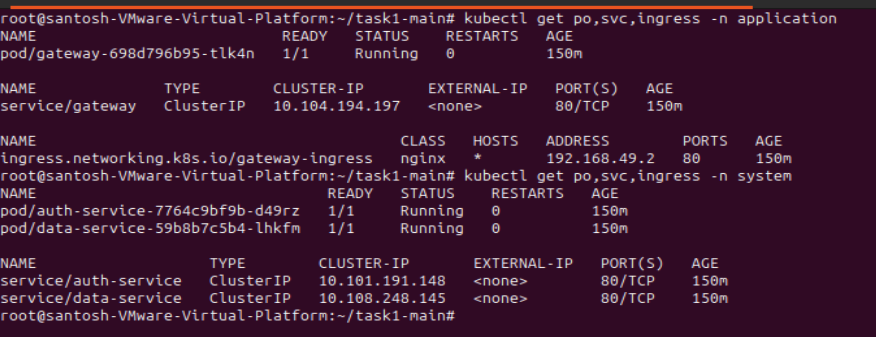 root@santosh-VMware-Virtual-Platform:~/task1-main# kubectl get po,svc,ingress -n application
NAME READY STATUS RESTARTS AGE
pod/gateway-698d796b95-tlk4n 1/1 Running 0 150m
NAME TYPE CLUSTER-IP EXTERNAL-IP PORT(S) AGE
service/gateway ClusterIP 10.104.194.197 <none> 80/TCP 150m
NAME CLASS HOSTS ADDRESS PORTS AGE
ingress.networking.k8s.io/gateway-ingress nginx * 192.168.49.2 80 150m
root@santosh-VMware-Virtual-Platform:~/task1-main# kubectl get po,svc,ingress -n system
NAME READY STATUS RESTARTS AGE
pod/auth-service-7764c9bf9b-d49rz 1/1 Running 0 150m
pod/data-service-59b8b7c5b4-lhkfm 1/1 Running 0 150m
NAME TYPE CLUSTER-IP EXTERNAL-IP PORT(S) AGE
service/auth-service ClusterIP 10.101.191.148 <none> 80/TCP 150m
service/data-service ClusterIP 10.108.248.145 <none> 80/TCP 150m
root@santosh-VMware-Virtual-Platform:~/task1-main#